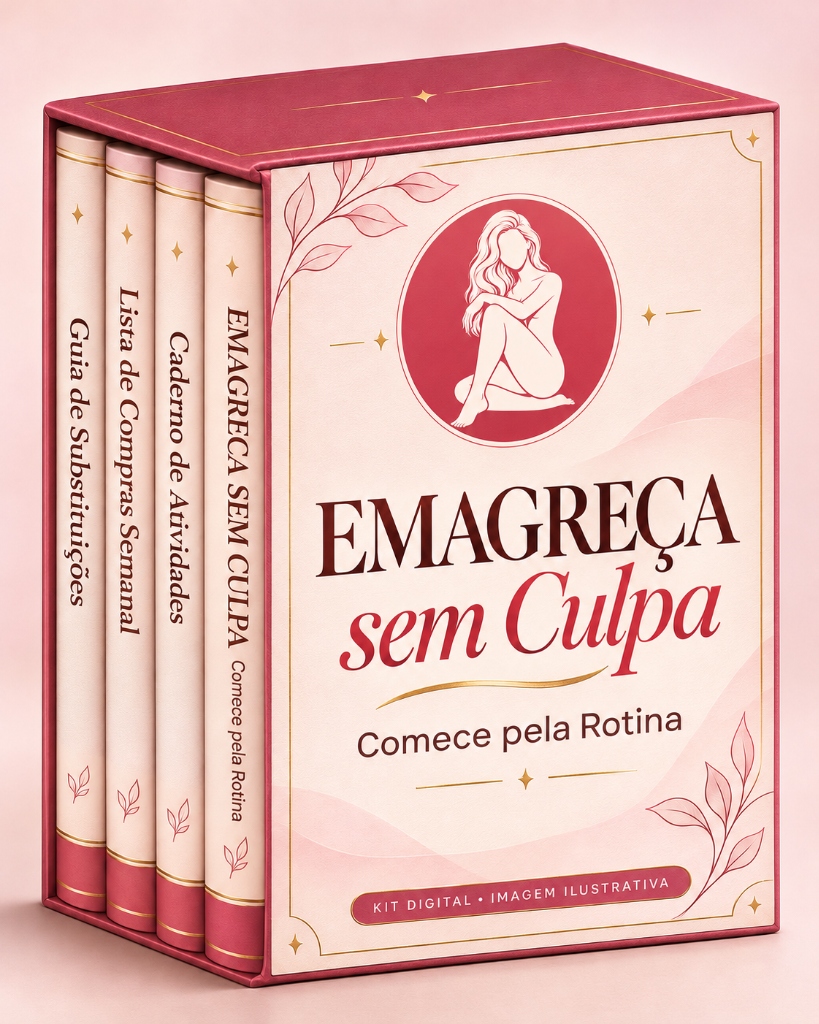 Guia de Substituições
Lista de Compras Semanal
Caderno de Atividades
EMAGRECA SEM CULPA Comece pela Rotina
EMAGREÇA
sem Culpa
Comece pela Rotina
KIT DIGITAL • IMAGEM ILUSTRATIVA